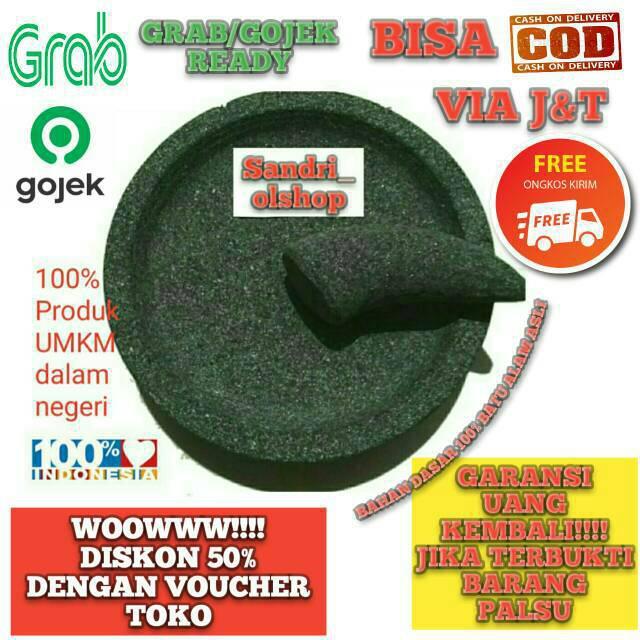 Grab
GRAB/GOJEK
READY
BISA
CASH ON DELIVERY
COD
CASH ON DELIVERY
VIA J&T
gojek
Sandri_
olshop
FREE
ONGKOS KIRIM
FREE
100%
Produk
UMKM
dalam
negeri
100%
INDONESIA
BAHAN DASAR 100% BATU ALAM ASLI
WOOWWW!!!!
DISKON 50%
DENGAN VOUCHER
TOKO
GARANSI
UANG
KEMBALI!!!!
JIKA TERBUKTI
BARANG
PALSU